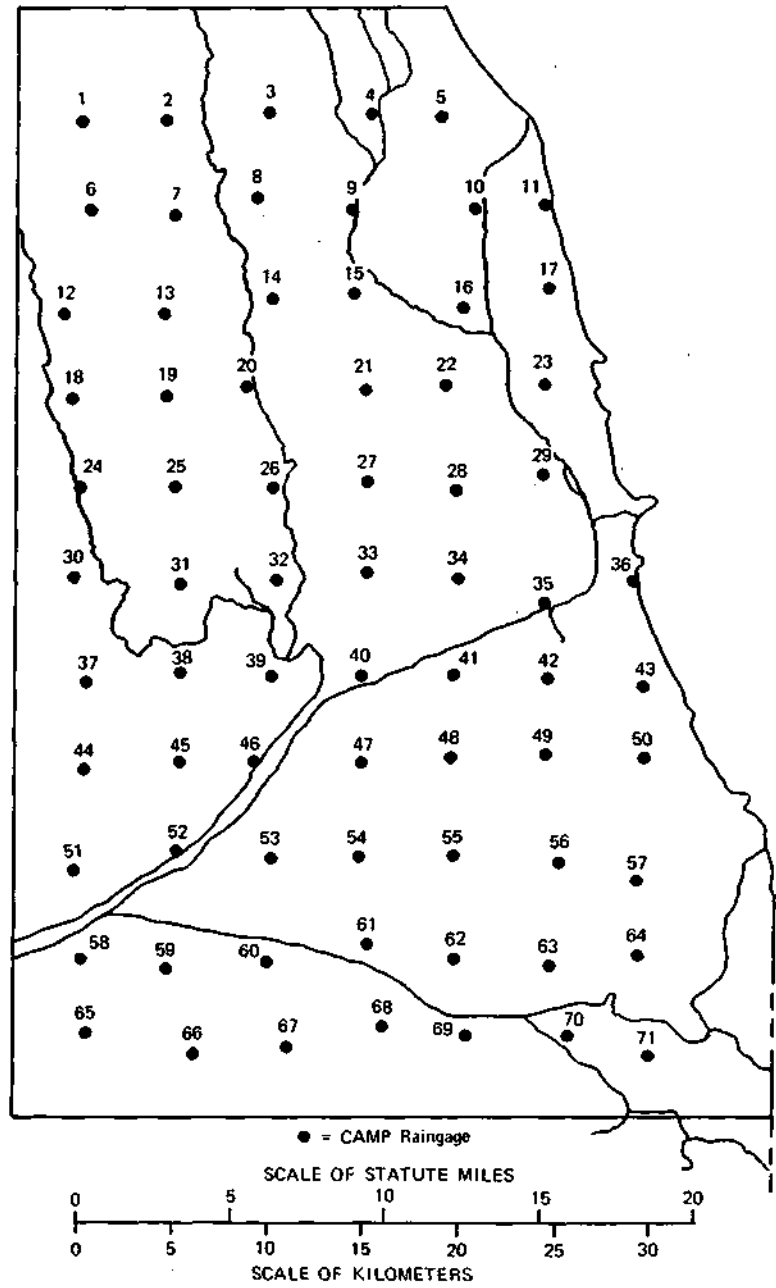 1 2 3 4 5
6 7 8 9 10 11
12 13 14 15 16 17
18 19 20 21 22 23
24 25 26 27 28 29
30 31 32 33 34 35 36
37 38 39 40 41 42 43
44 45 46 47 48 49 50
51 52 53 54 55 56 57
58 59 60 61 62 63 64
65 66 67 68 69 70 71
● = CAMP Raingage
SCALE OF STATUTE MILES
0 5 10 15 20
0 5 10 15 20 25 30
SCALE OF KILOMETERS